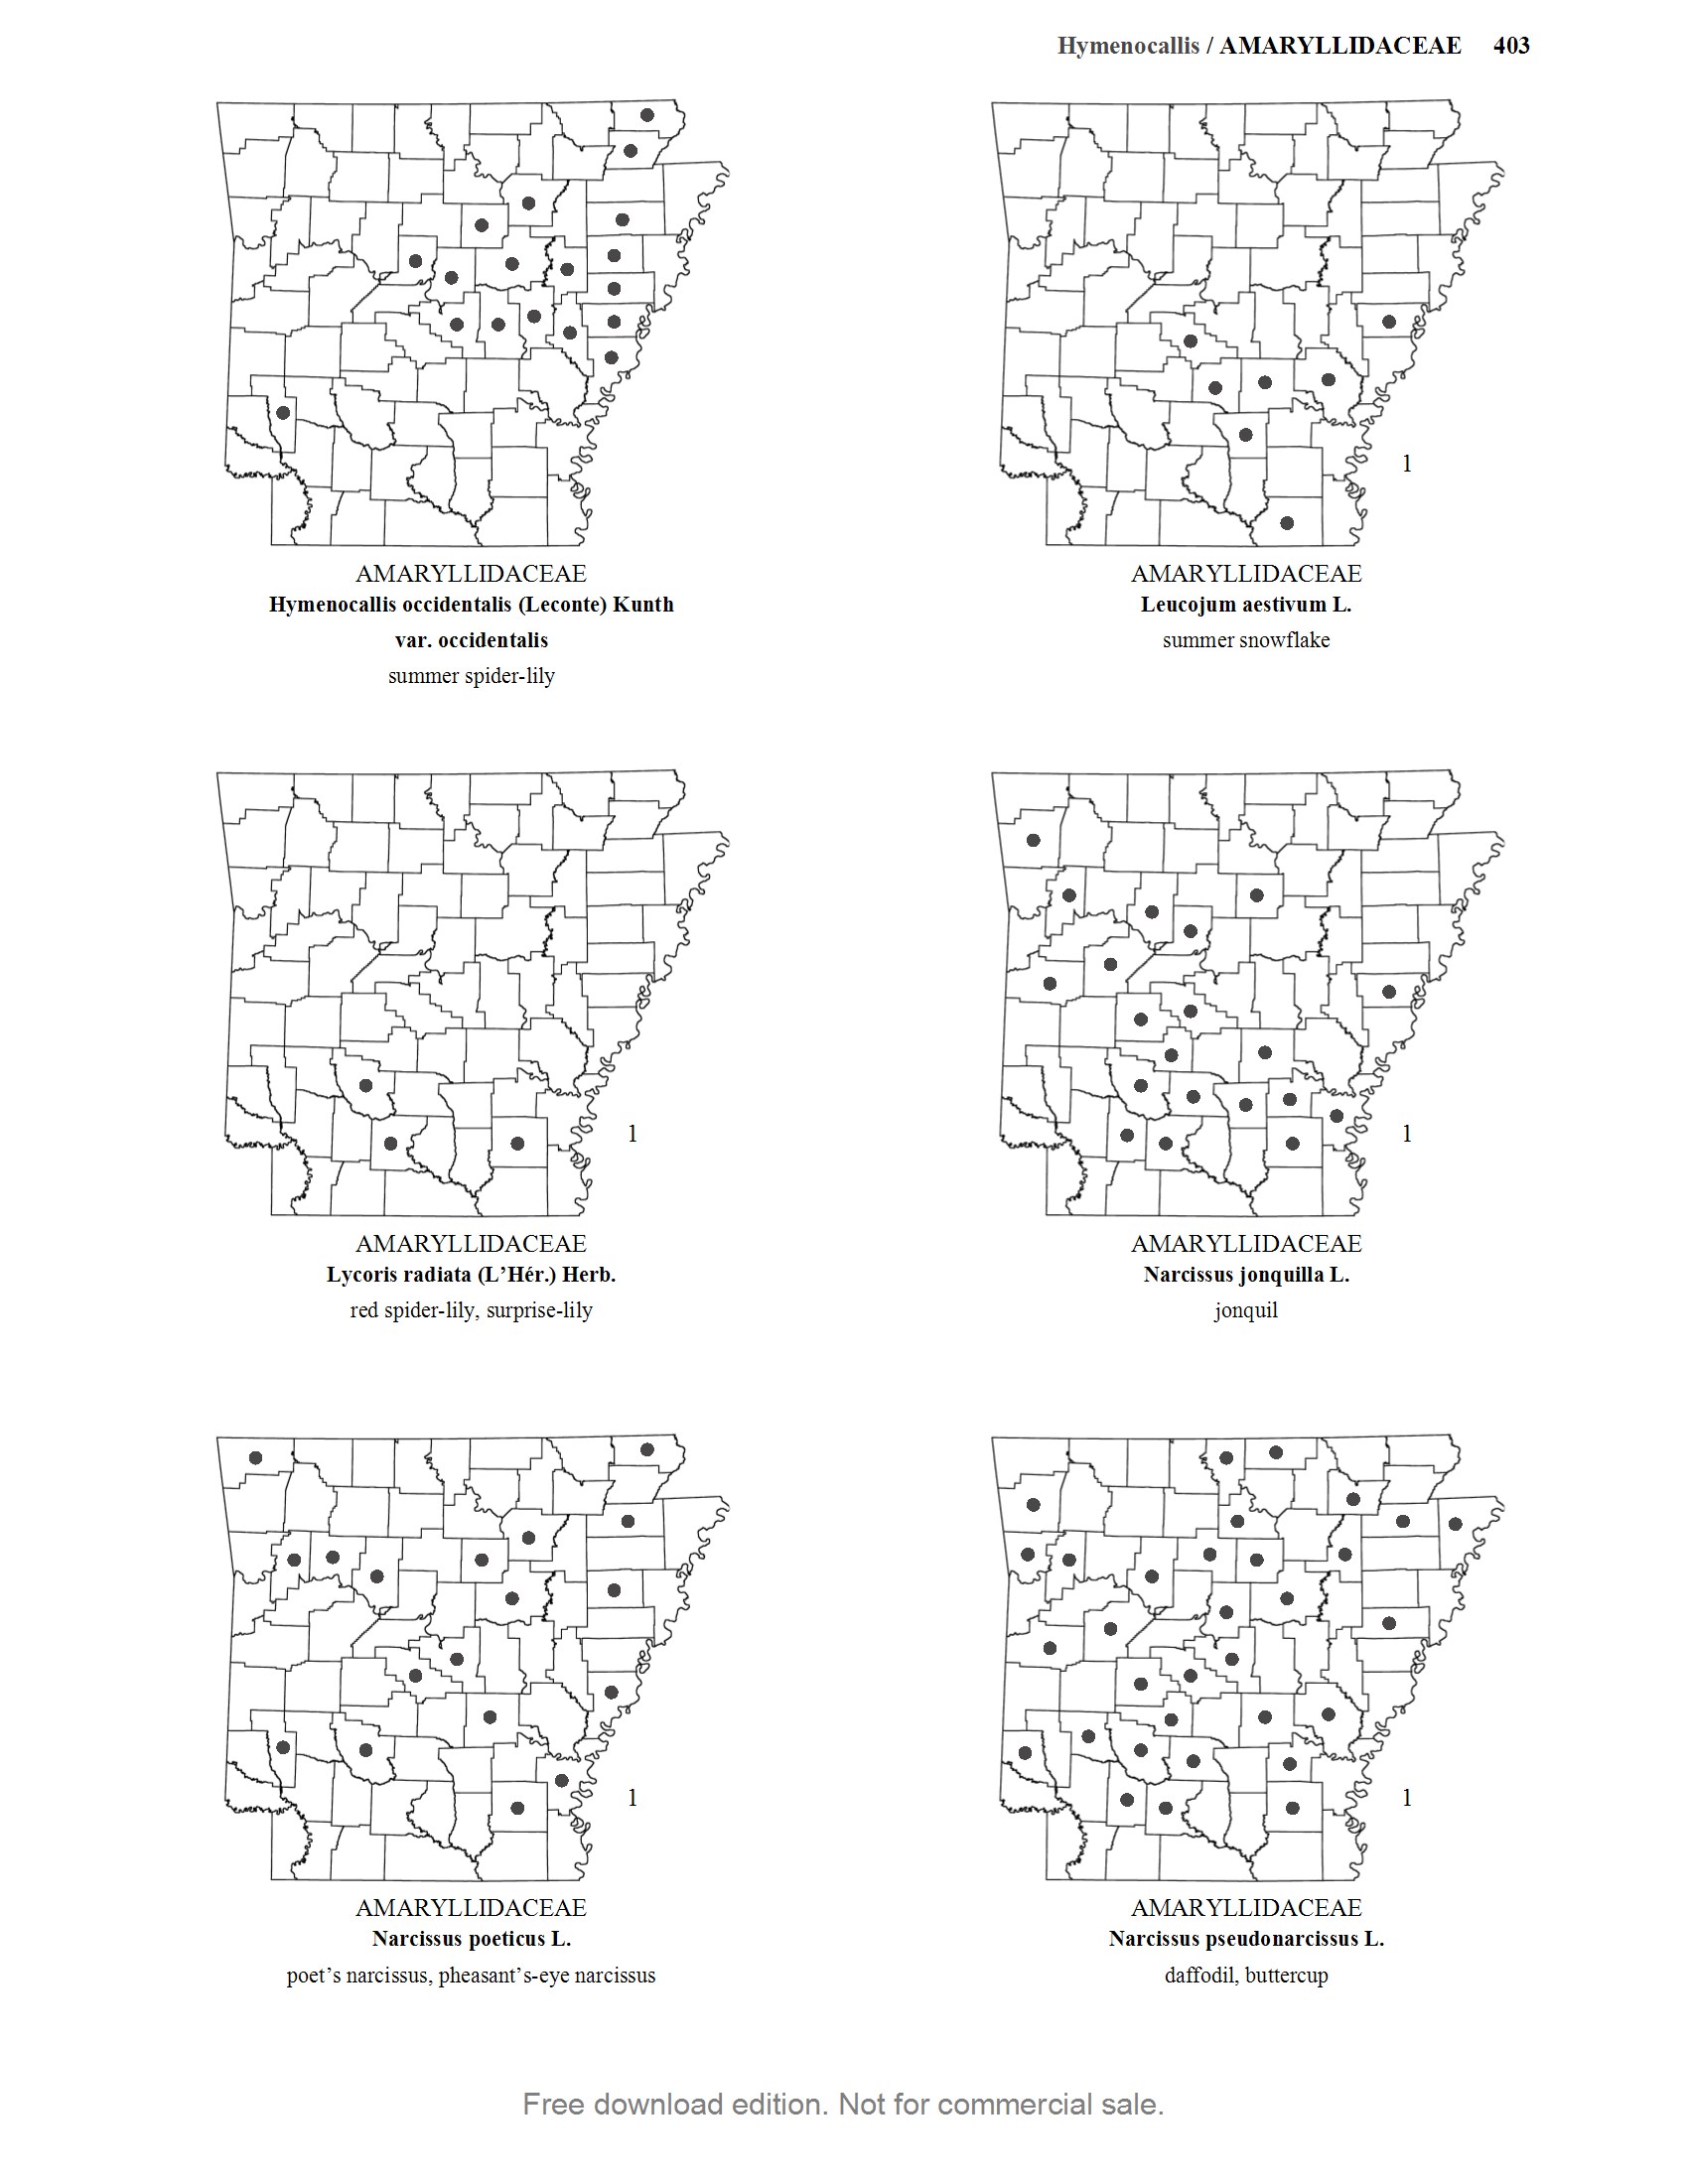 Hymenocallis / AMARYLLIDACEAE 403
AMARYLLIDACEAE
Hymenocallis occidentalis (Leconte) Kunth
var. occidentalis
summer spider-lily
1
AMARYLLIDACEAE
Leucojum aestivum L.
summer snowflake
1
AMARYLLIDACEAE
Lycoris radiata (L’Hér.) Herb.
red spider-lily, surprise-lily
1
AMARYLLIDACEAE
Narcissus jonquilla L.
jonquil
1
AMARYLLIDACEAE
Narcissus poeticus L.
poet’s narcissus, pheasant’s-eye narcissus
1
AMARYLLIDACEAE
Narcissus pseudonarcissus L.
daffodil, buttercup
Free download edition. Not for commercial sale.